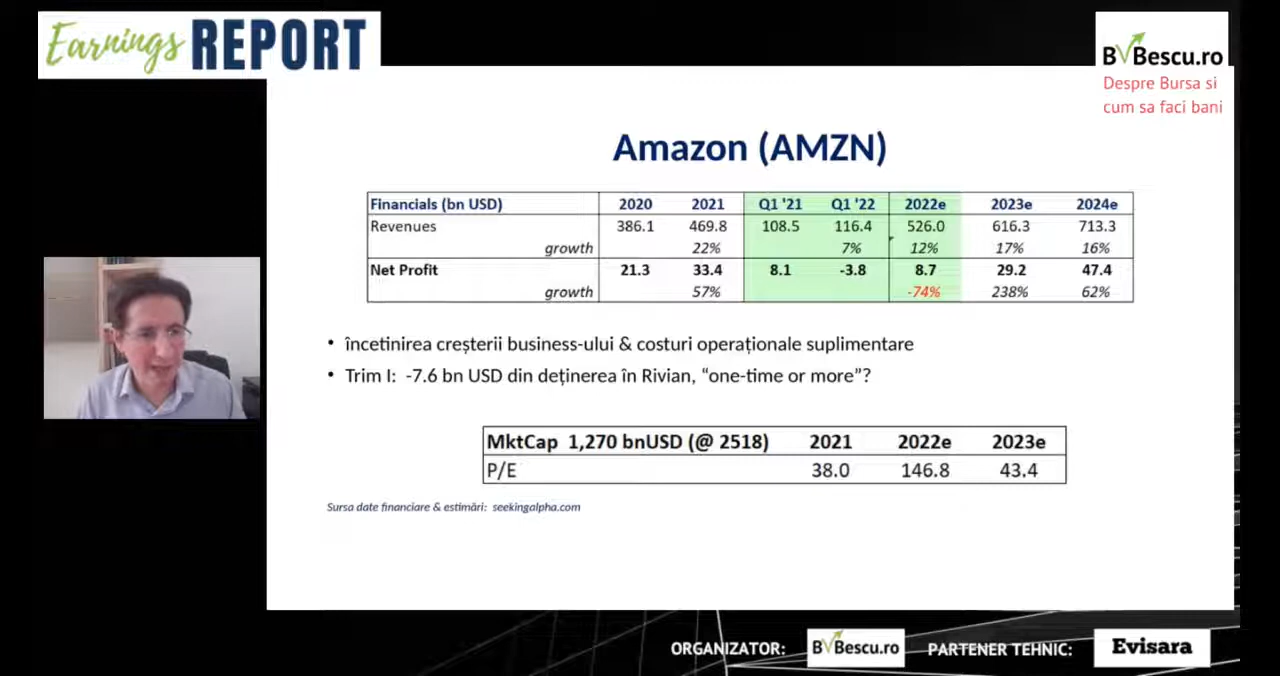 Earnings REPORT
BVBescu.ro
Despre Bursa si
cum sa faci bani
Amazon (AMZN)
Financials (bn USD) 2020 2021 Q1 '21 Q1 '22 2022e 2023e 2024e
Revenues 386.1 469.8 108.5 116.4 526.0 616.3 713.3
growth 22% 7% 12% 17% 16%
Net Profit 21.3 33.4 8.1 -3.8 8.7 29.2 47.4
growth 57% -74% 238% 62%
• încetinirea creșterii business-ului & costuri operaționale suplimentare
• Trim I: -7.6 bn USD din deținerea în Rivian, “one-time or more”?
MktCap 1,270 bnUSD (@ 2518) 2021 2022e 2023e
P/E 38.0 146.8 43.4
Sursa date financiare & estimări: seekingalpha.com
ORGANIZATOR: BVBescu.ro PARTENER TEHNIC: Evisara